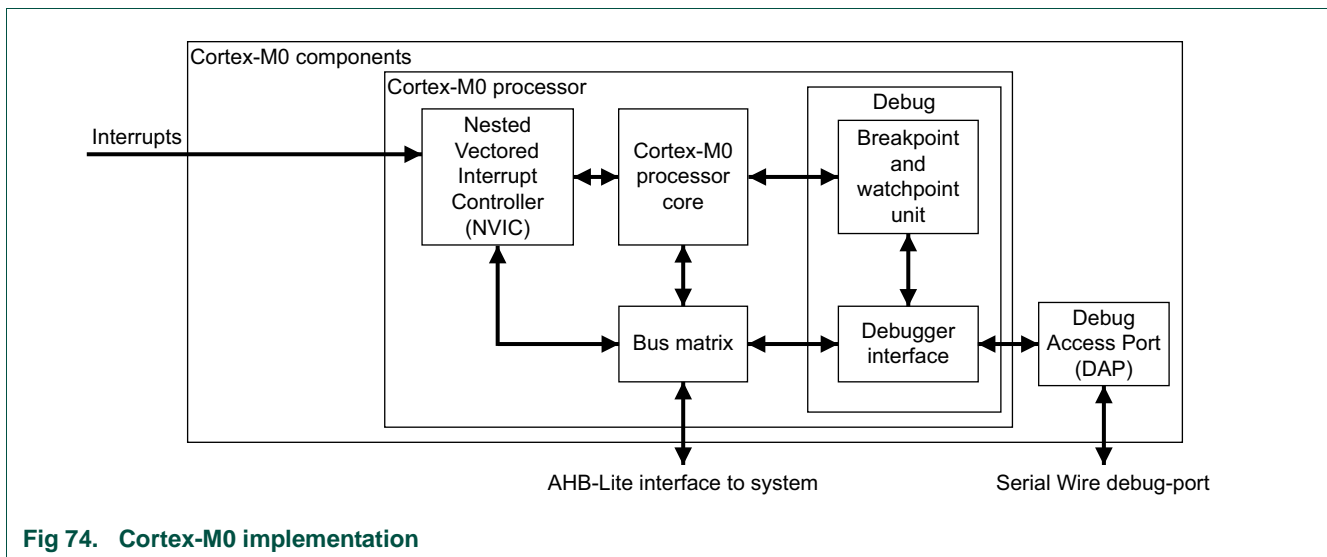 Cortex-M0 components
Cortex-M0 processor
Debug
Interrupts
Nested
Vectored
Interrupt
Controller
(NVIC)
Cortex-M0
processor
core
Breakpoint
and
watchpoint
unit
Bus matrix
Debugger
interface
Debug
Access Port
(DAP)
AHB-Lite interface to system
Serial Wire debug-port
Fig 74. Cortex-M0 implementation